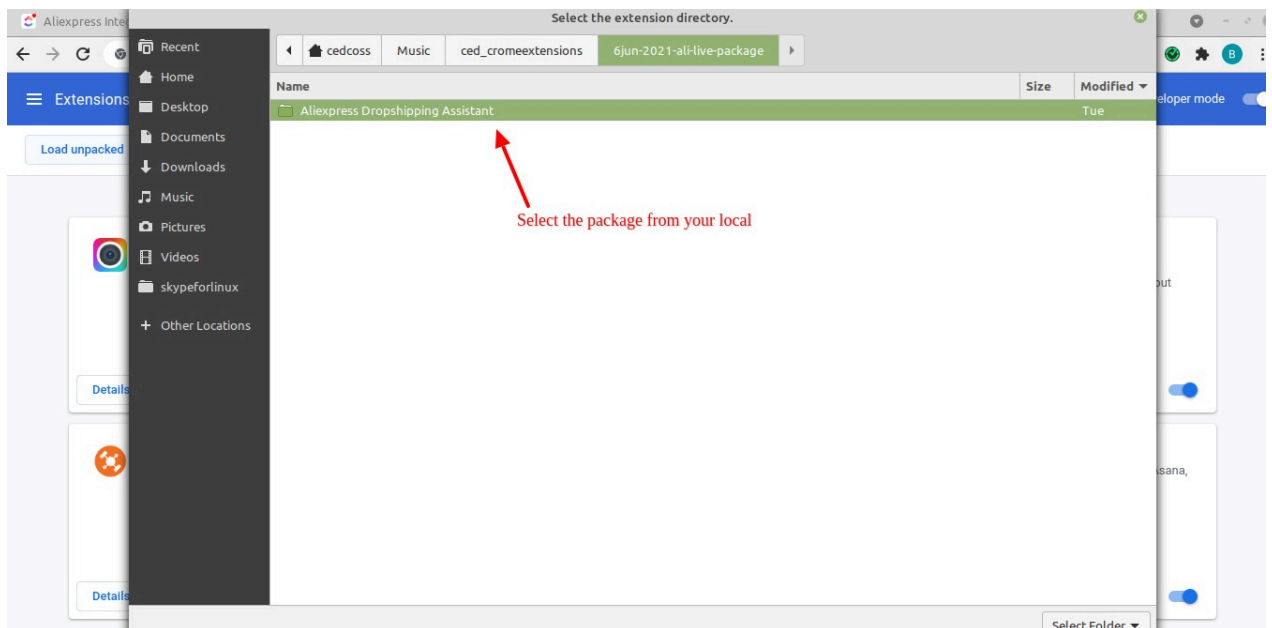 Aliexpress Inte
Select the extension directory.
Recent
cedcoss
Music
ced_cromeextensions
6jun-2021-ali-live-package
B
Home
Name
Size
Modified
Extensions
Desktop
Aliexpress Dropshipping Assistant
Tue
eloper mode
Documents
Load unpacked
Downloads
Music
Pictures
Select the package from your local
Videos
out
skypeforlinux
+ Other Locations
Details
Asana,
Details
Select Folder